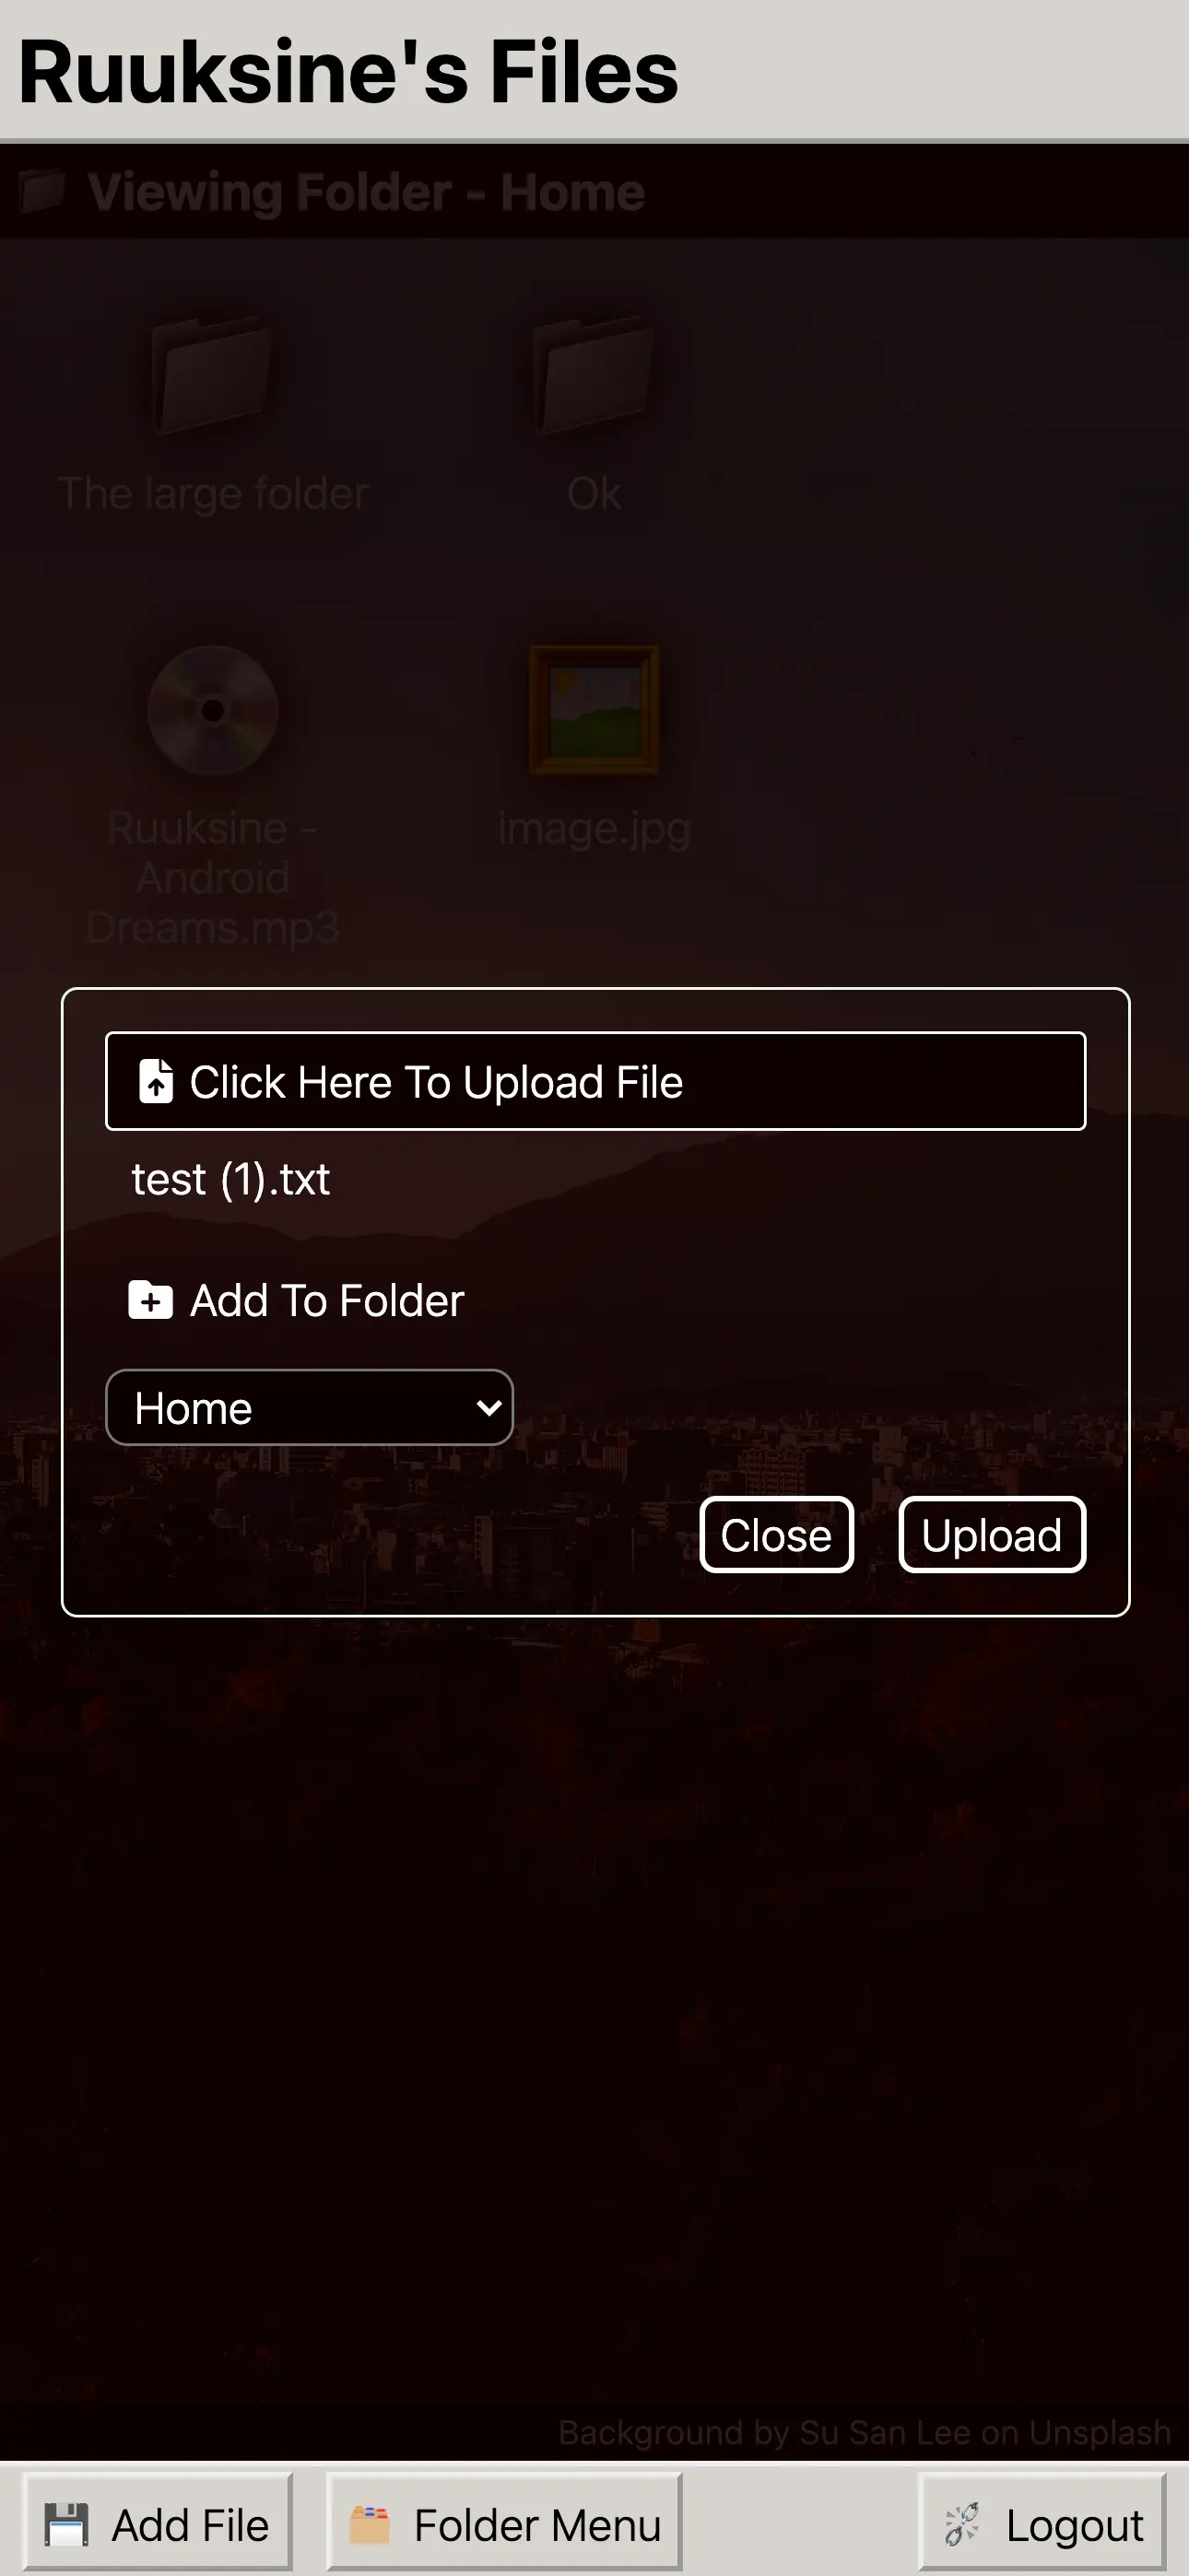 Ruuksine's Files
Viewing Folder - Home
The large folder
Ok
Ruuksine -
Android
Dreams.mp3
image.jpg
Click Here To Upload File
test (1).txt
Add To Folder
Home
Close
Upload
Background by Su San Lee on Unsplash
Add File
Folder Menu
Logout